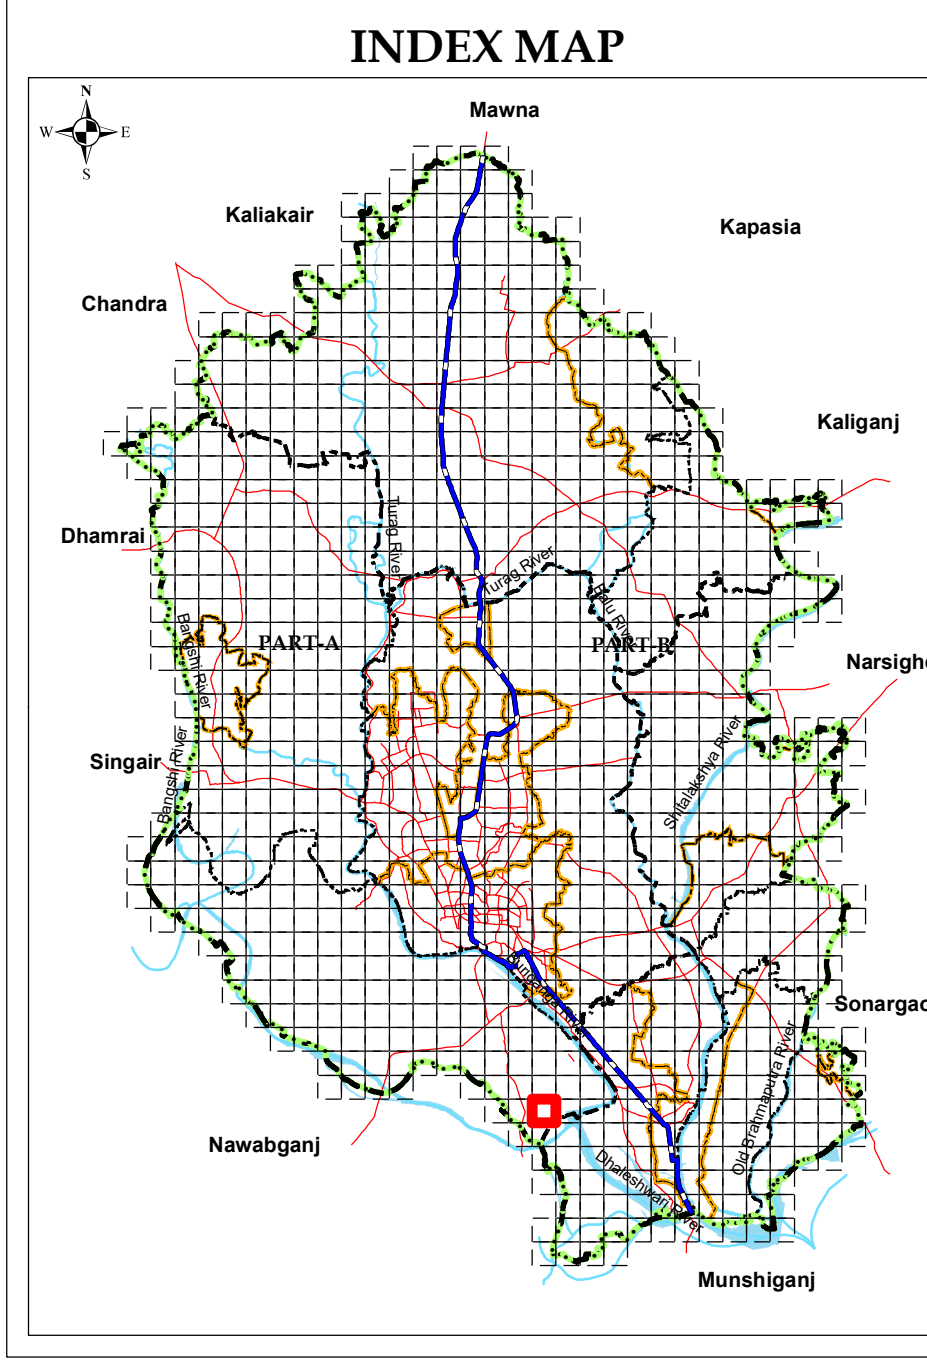 INDEX MAP
N
W E
S
Mawna
Kaliakair
Kapasia
Chandra
Kaliganj
Dhamrai
Turag River
Turag River
Balu River
Bangshi River
PART-A
PART-B
Narsighd
Shitalakshya River
Singair
Bangshi River
Buriganga River
Sonargao
Old Brahmaputra River
Nawabganj
Dhaleshwari River
Munshiganj